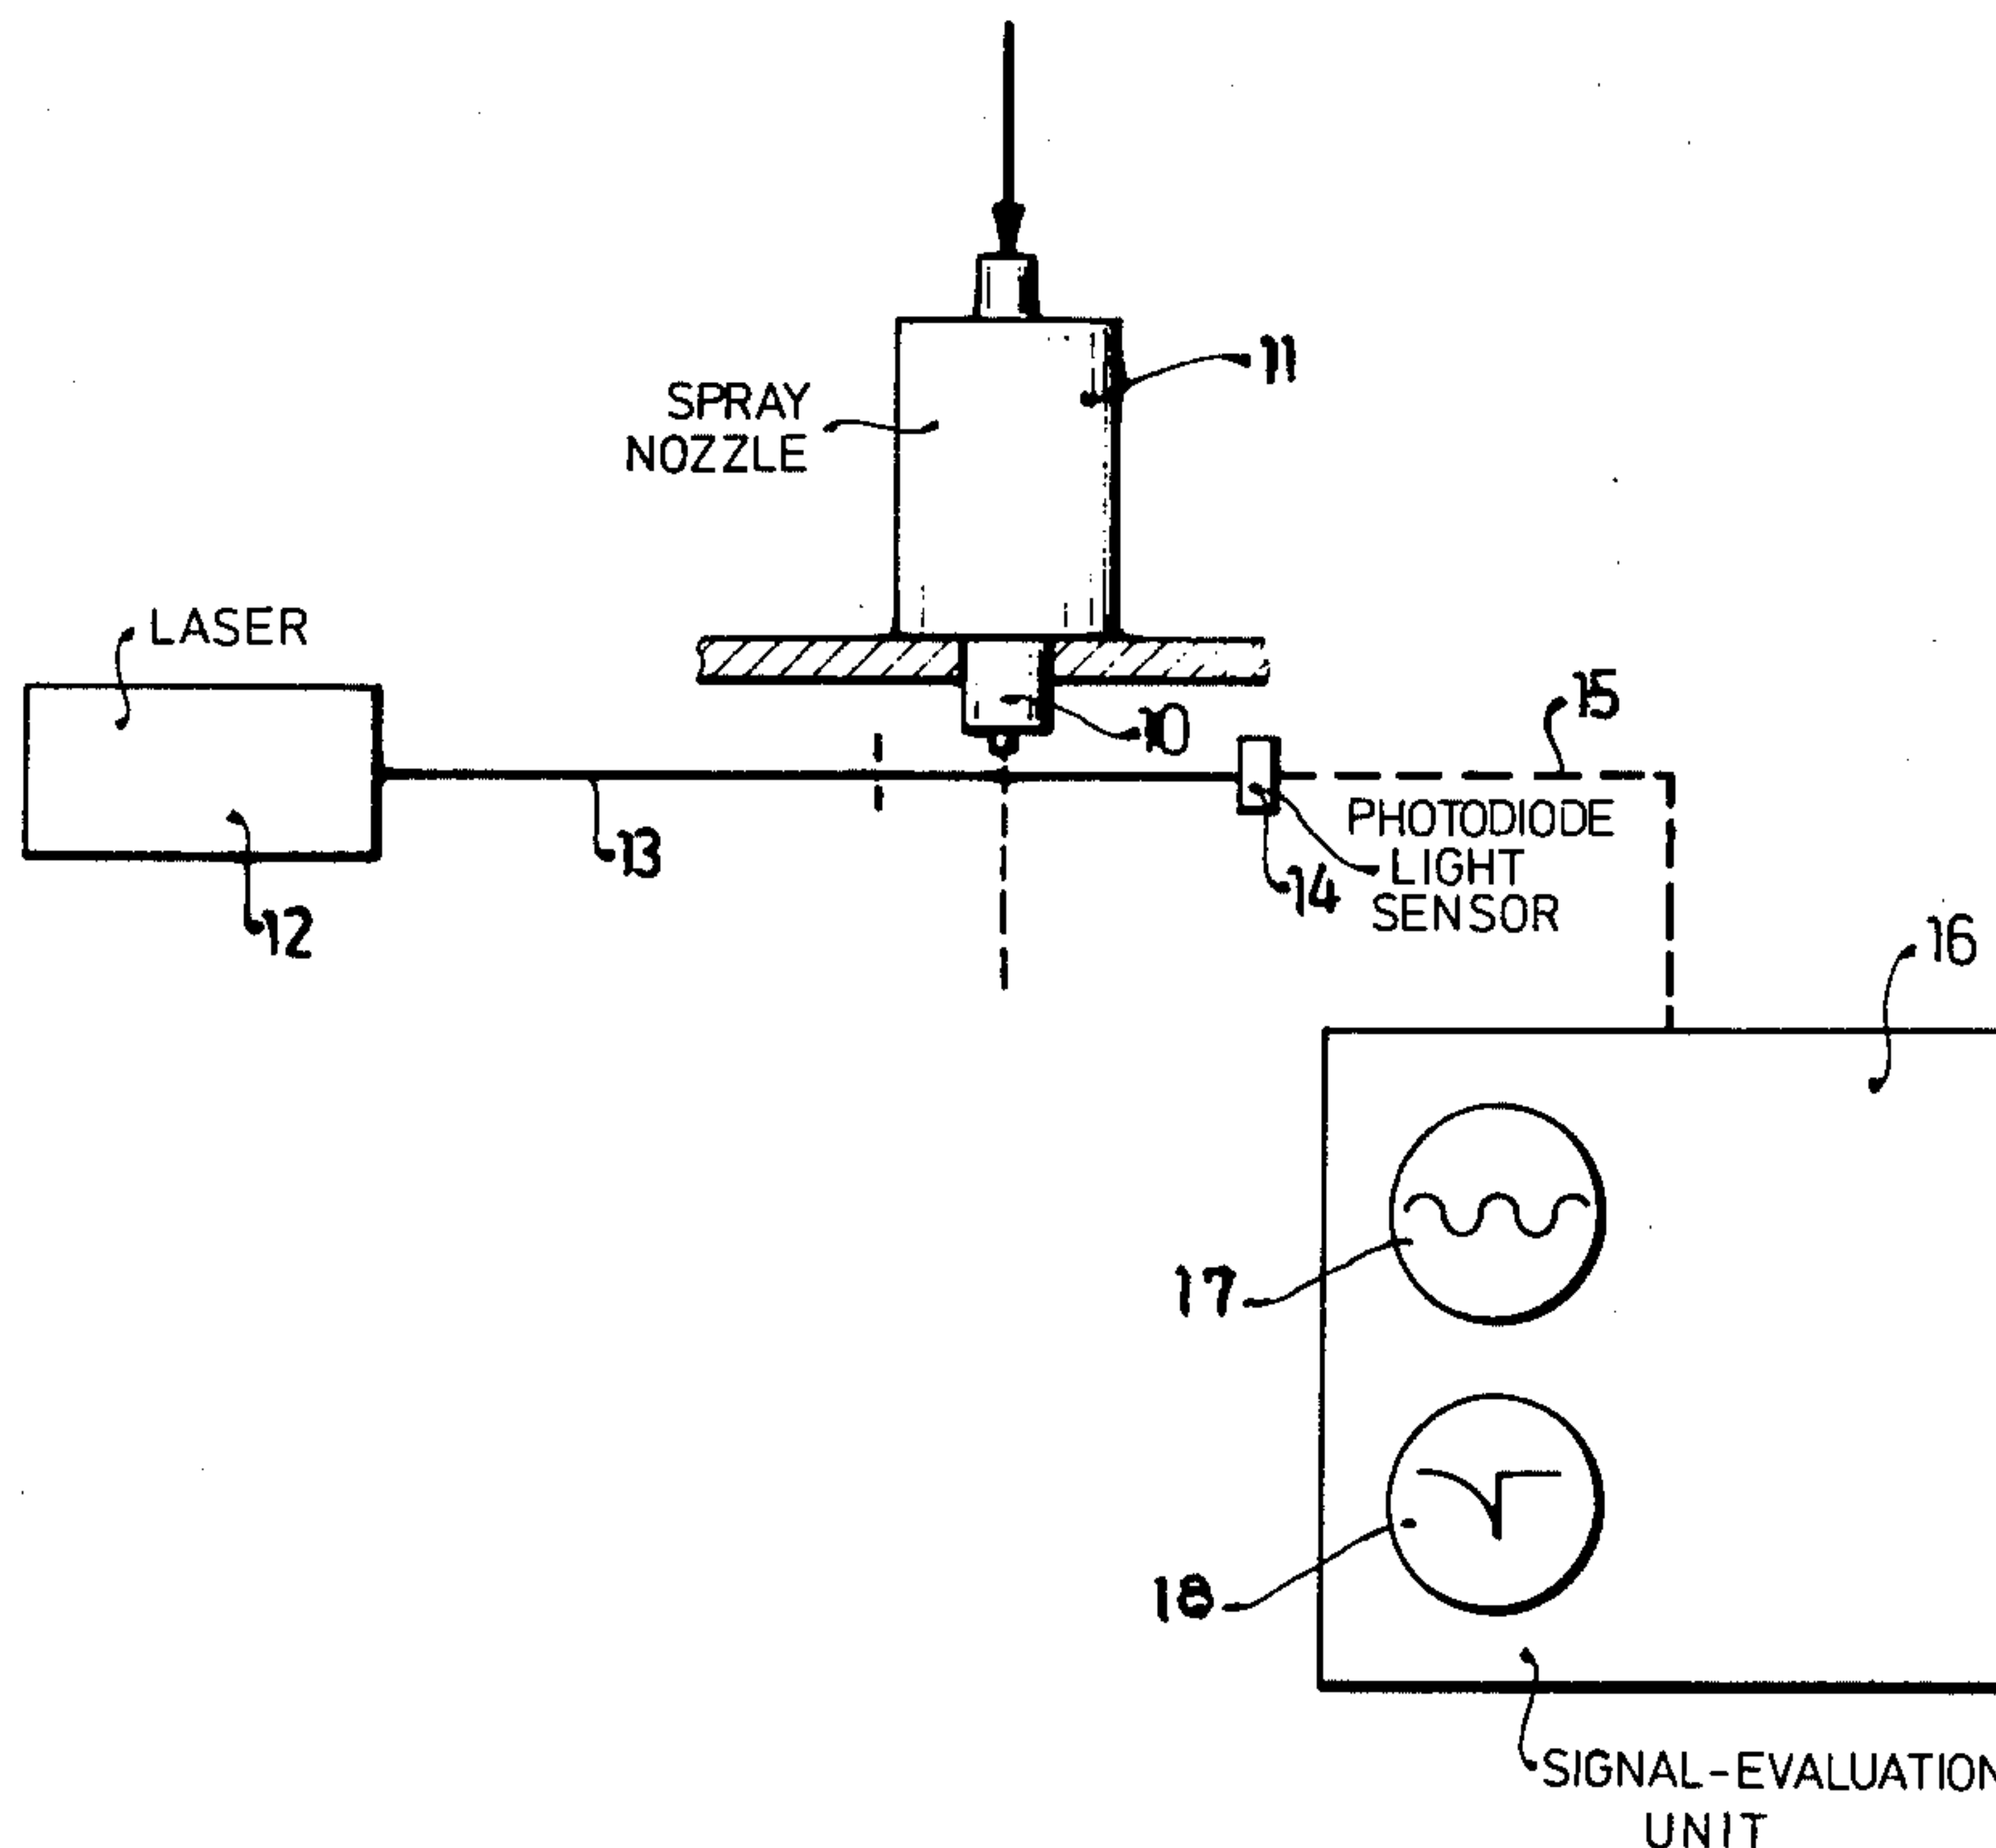 11
SPRAY
NOZZLE
LASER
15
10
PHOTODIODE
13
LIGHT
14
SENSOR
12
16
17
18
SIGNAL-EVALUATION
UNIT